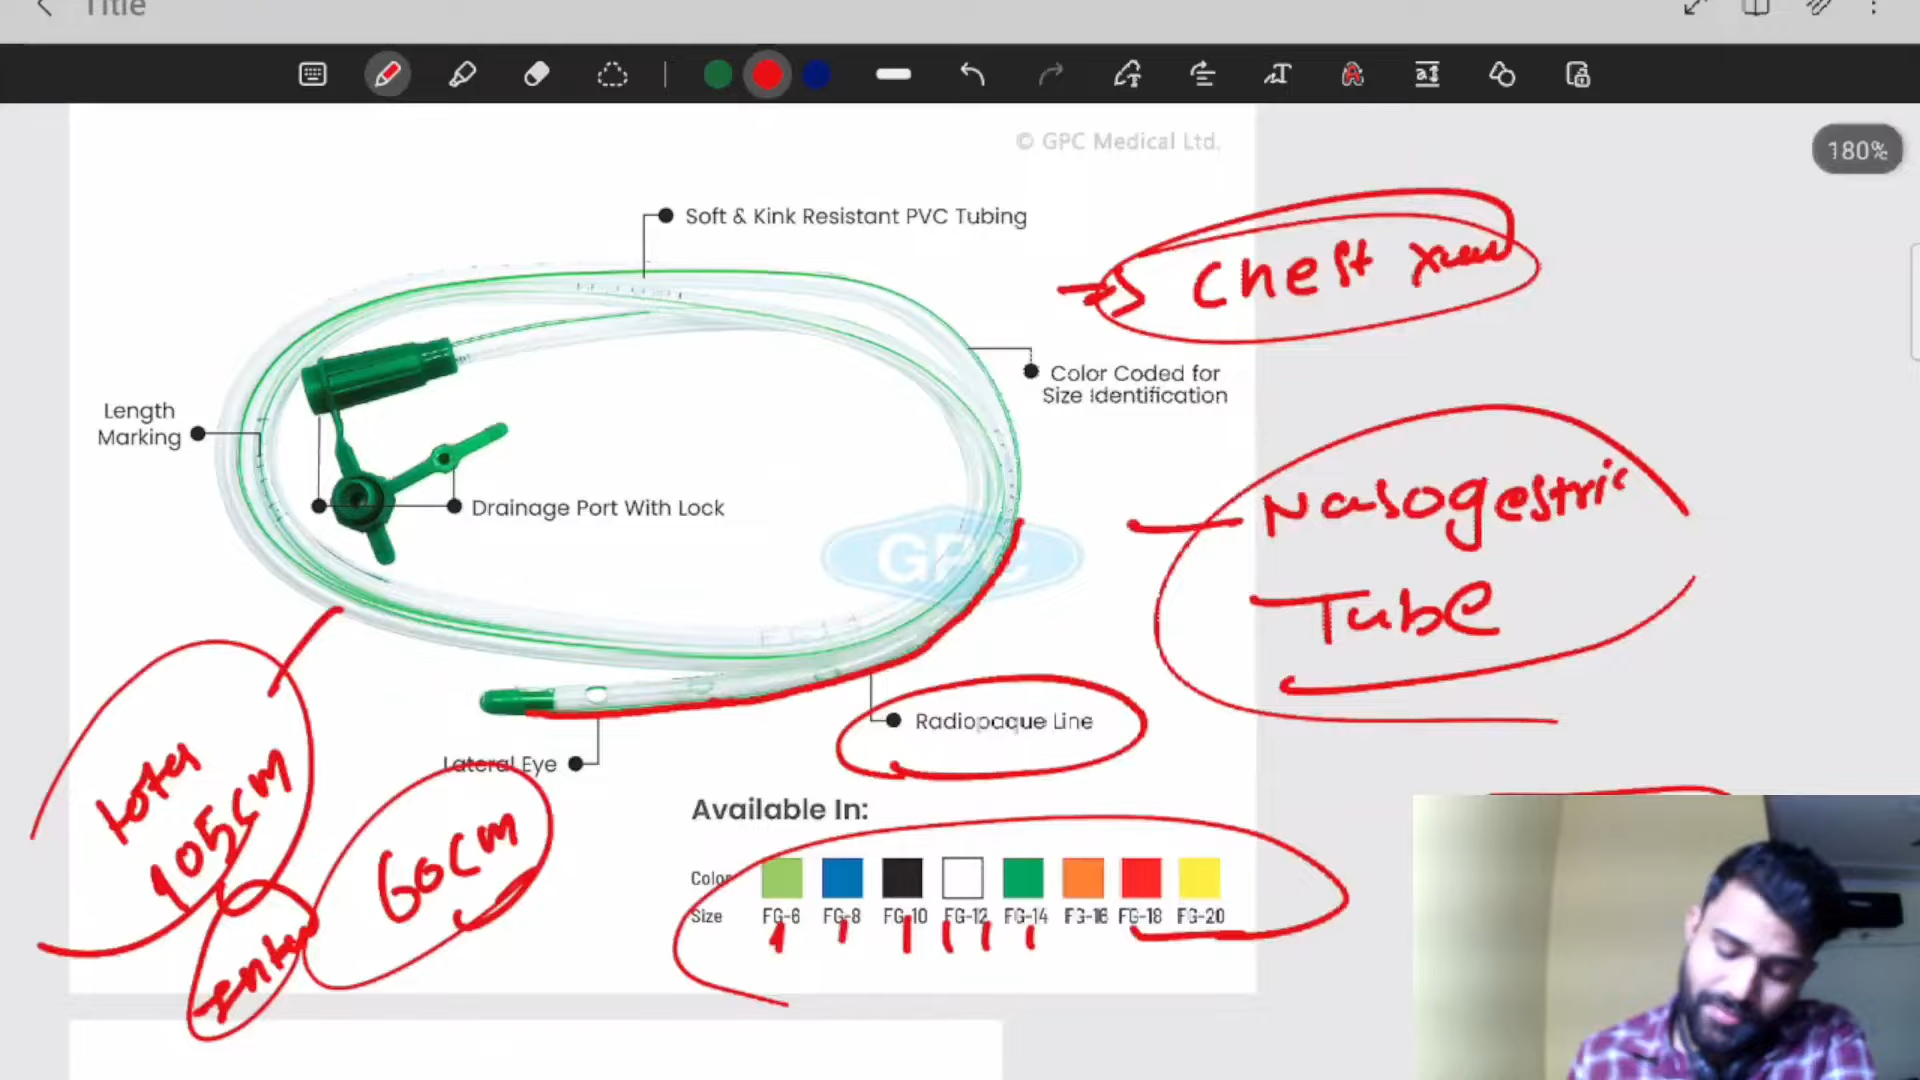 Title
© GPC Medical Ltd.
180%
Soft & Kink Resistant PVC Tubing
Chest
Color Coded for
Size Identification
Length
Marking
Nasogestric
Tube
Drainage Port With Lock
GPC
Radiopaque Line
Lateral Eye
total
105cm
60cm
Available In:
Color
Size FG-6 FG-8 FG-10 FG-12 FG-14 FG-16 FG-18 FG-20